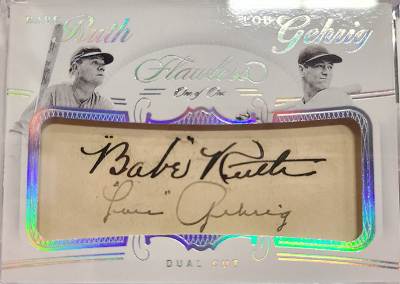 BABE LOU
Ruth Gehrig
Flawless
One of One
"Babe" Ruth
"Lou" Gehrig
DUAL CUT